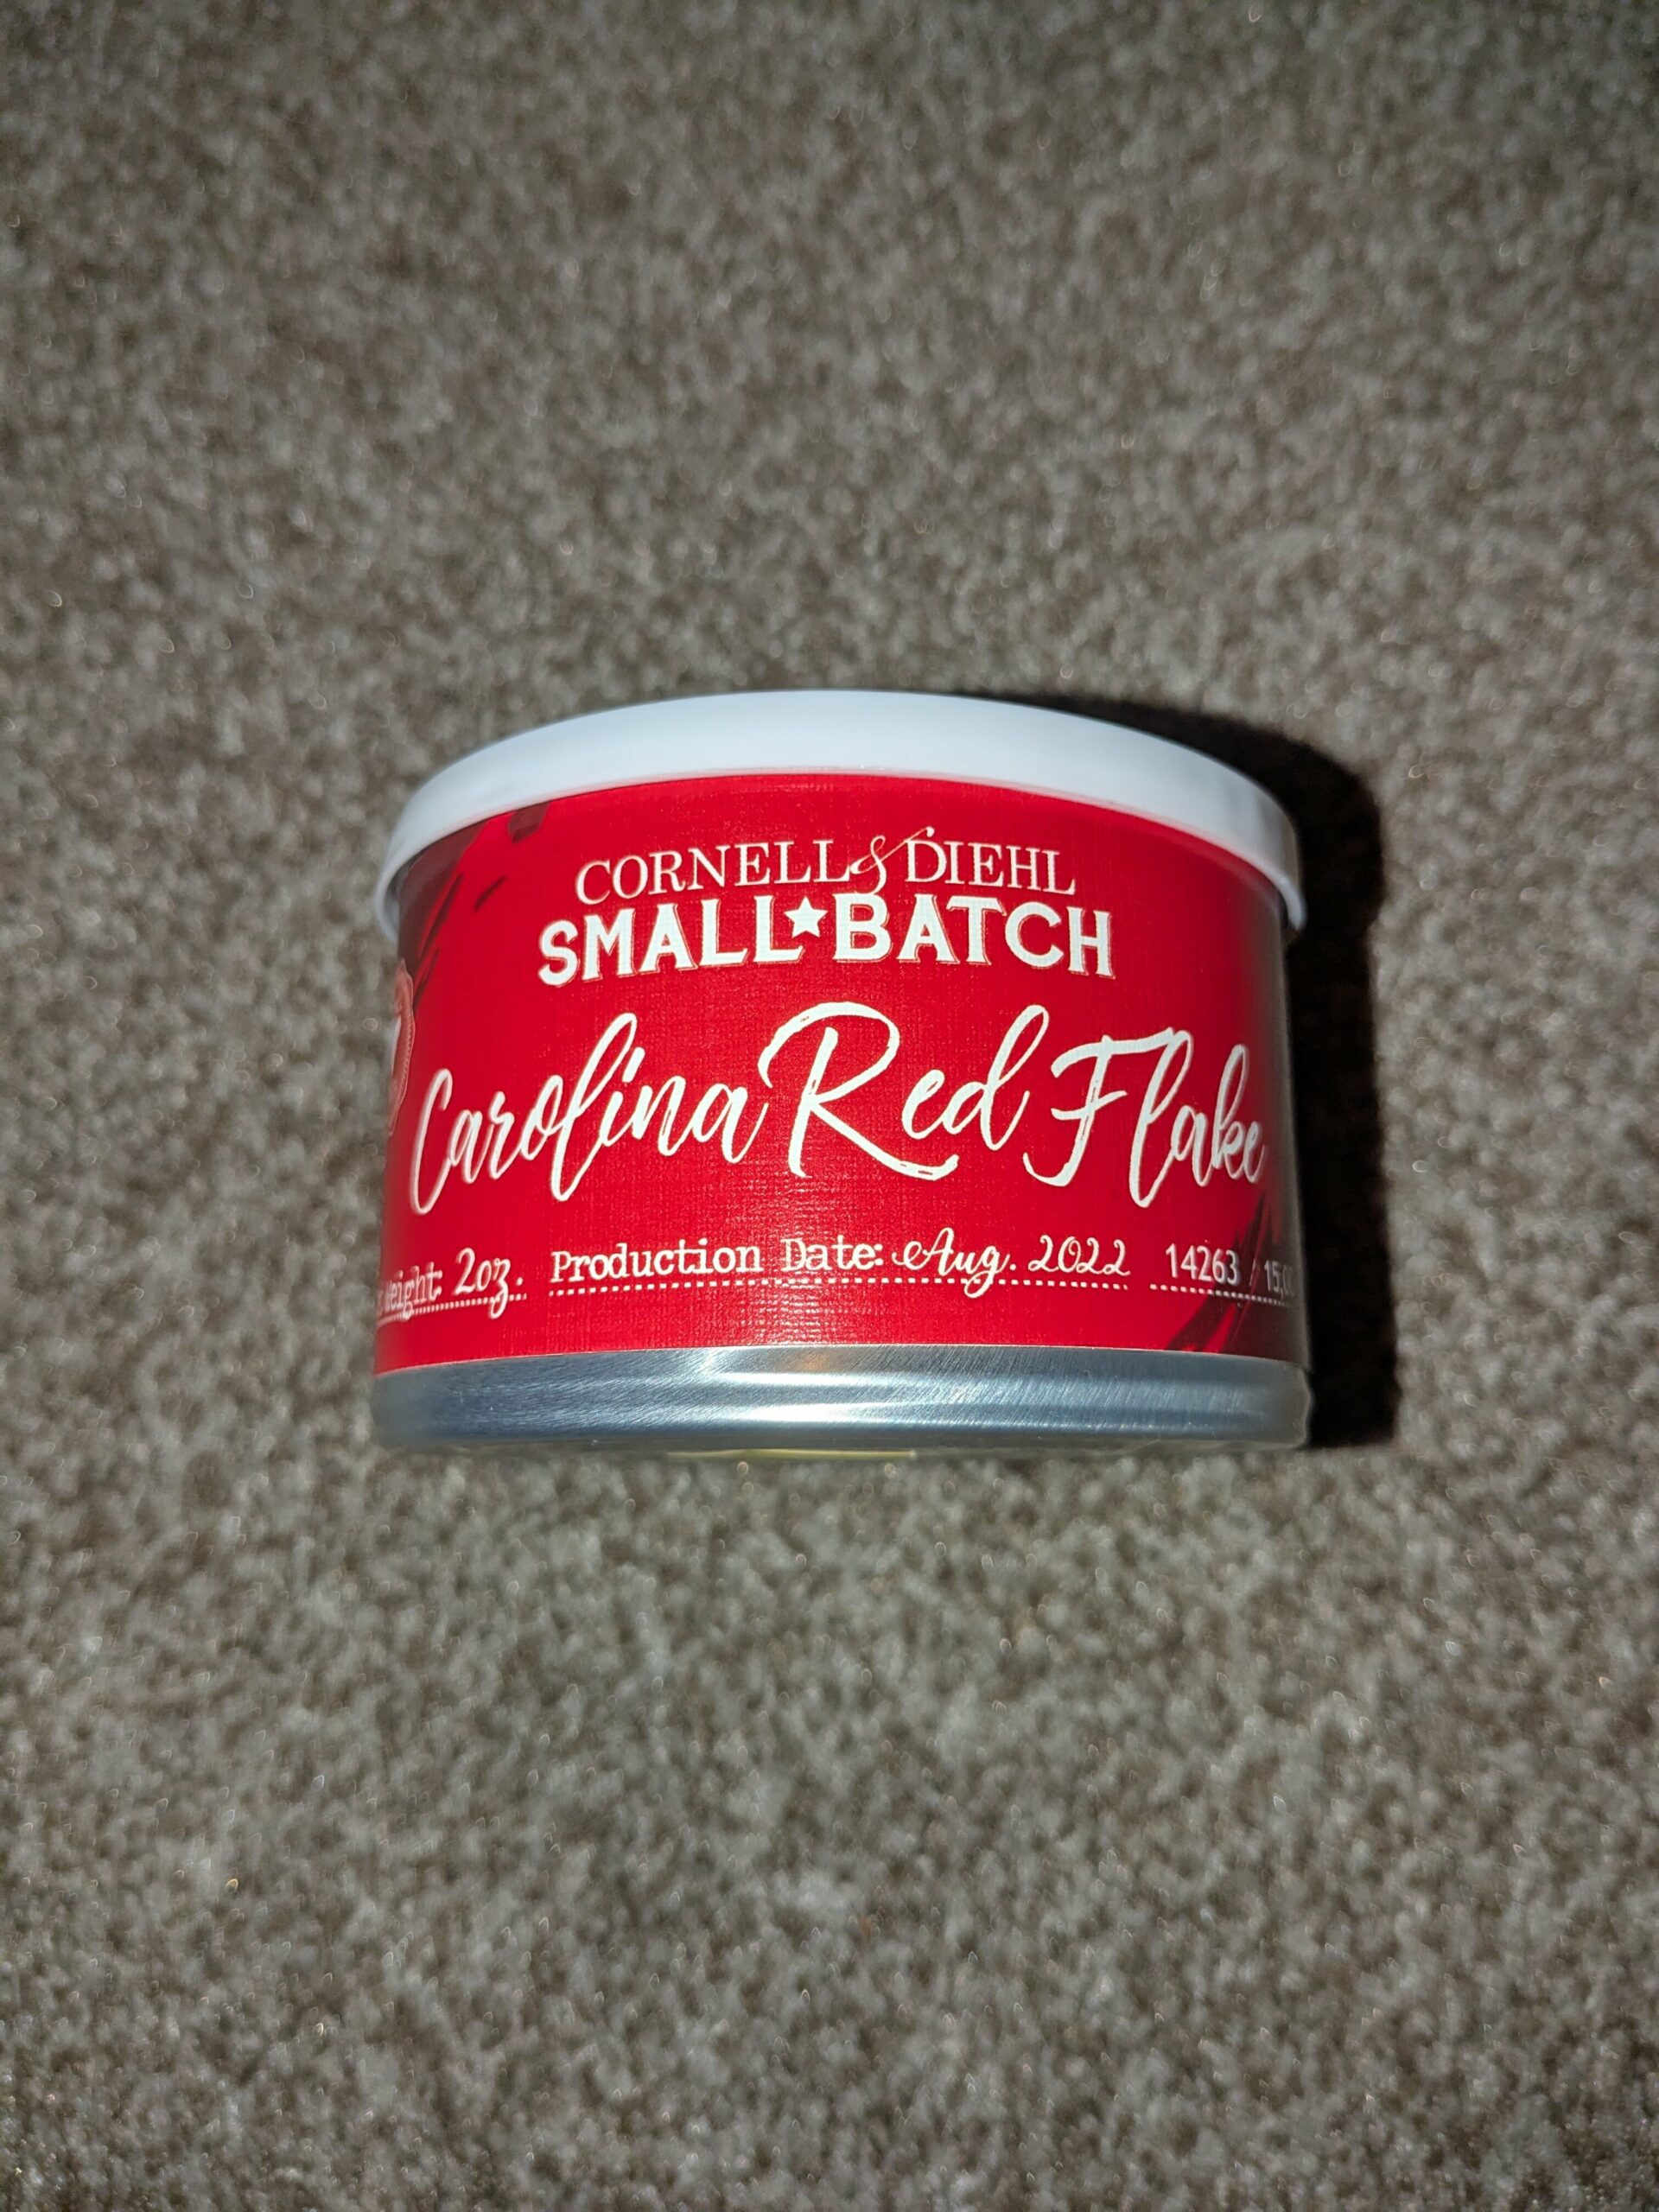 CORNELL & DIEHL
SMALL★BATCH
Carolina Red Flake
weight: 2oz. Production Date: Aug. 2022 14263